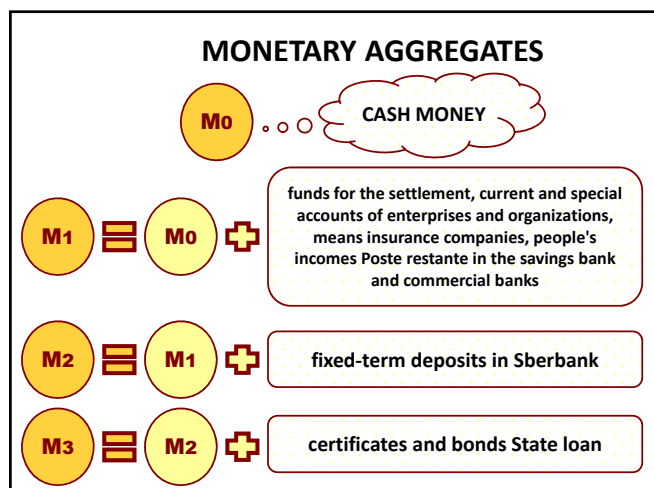 MONETARY AGGREGATES
M0
CASH MONEY
M1 = M0 +
funds for the settlement, current and special
accounts of enterprises and organizations,
means insurance companies, people's
incomes Poste restante in the savings bank
and commercial banks
M2 = M1 +
fixed-term deposits in Sberbank
M3 = M2 +
certificates and bonds State loan